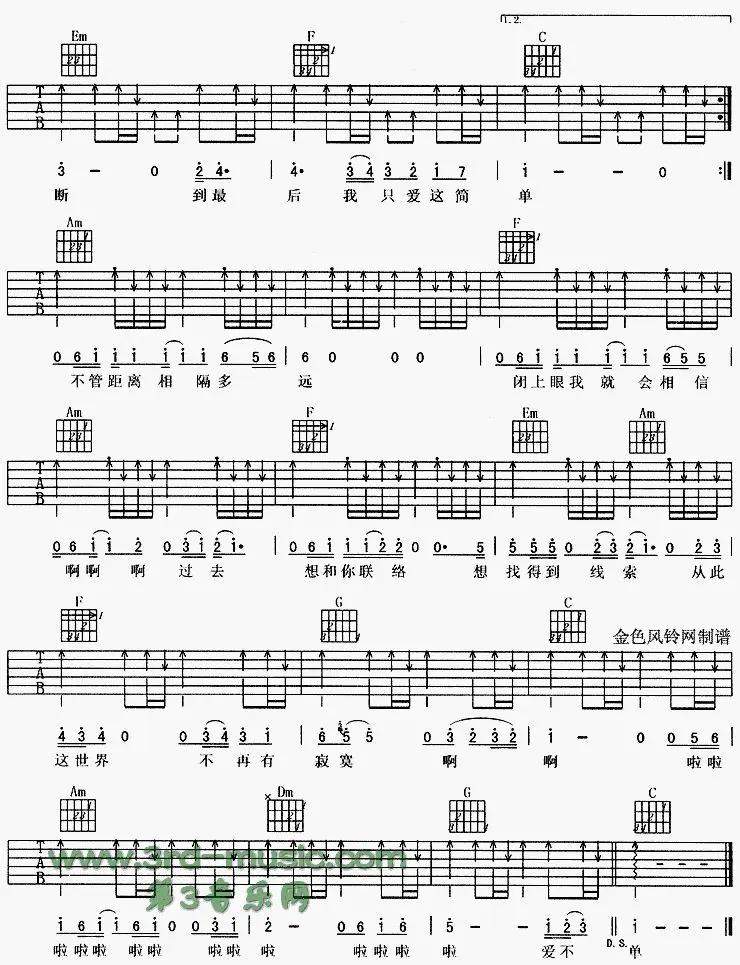 1.2.
Em F C
T A B
3 - 0 2 4· | 4· 3 4 3 2 1 7 | 1 - - 0 :||
断 到最 后 我 只 爱 这 简 单
Am F
T A B
0 6 1 1 1 1 1 1 6 5 6 | 6 0 0 0 | 0 6 1 1 1 1 1 1 6 5 5
不管距离相隔多 远 闭上眼我就会相信
Am F Em Am
T A B
0 6 1 1 2 0 3 1 2 1· | 0 6 1 1 2 2 0· 5 | 5 5 5 0 2 3 2 1· 0 2 3
啊啊啊 过去 想和你联络 想 找得到 线索 从此
F G C 金色风铃网制谱
T A B
4 3 4 0 0 3 4 3 1 | 6 5 5 0 3 2 3 2 | 1 - 0 0 5 6
这世界 不再有 寂寞 啊 啊 啦啦
Am Dm G C
T A B
www.3rd-music.com
第3音乐网
1 6 1 1 6 1 0 0 3 1 | 2 - 0 6 1 6 | 5 - - 1 2 3 || 1 - - -
啦啦啦啦啦 啦啦 啦 啦啦啦 啦 爱不 单
D.S.